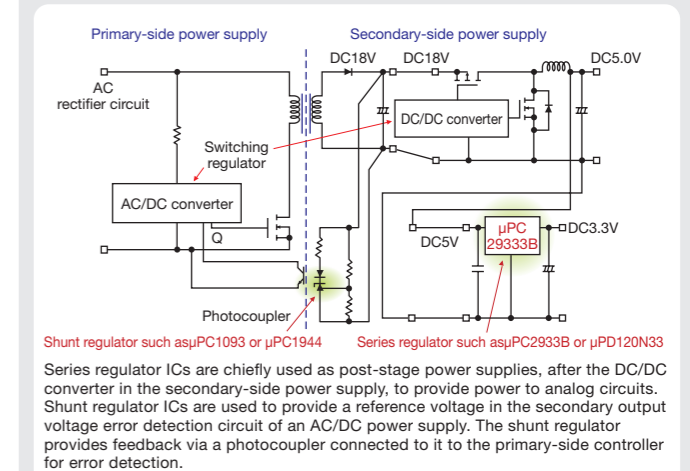 Primary-side power supply
Secondary-side power supply
DC18V
DC18V
DC5.0V
AC
rectifier circuit
Switching
regulator
DC/DC converter
AC/DC converter
Q
DC5V
µPC
29333B
DC3.3V
Photocoupler
Shunt regulator such asµPC1093 or µPC1944
Series regulator such asµPC2933B or µPD120N33
Series regulator ICs are chiefly used as post-stage power supplies, after the DC/DC
converter in the secondary-side power supply, to provide power to analog circuits.
Shunt regulator ICs are used to provide a reference voltage in the secondary output
voltage error detection circuit of an AC/DC power supply. The shunt regulator
provides feedback via a photocoupler connected to it to the primary-side controller
for error detection.